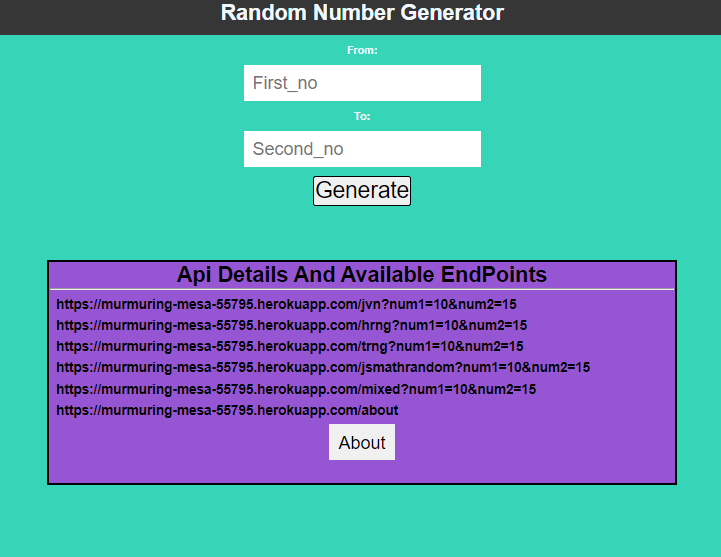 Random Number Generator
From:
First_no
To:
Second_no
Generate
Api Details And Available EndPoints
https://murmuring-mesa-55795.herokuapp.com/jvn?num1=10&num2=15
https://murmuring-mesa-55795.herokuapp.com/hrng?num1=10&num2=15
https://murmuring-mesa-55795.herokuapp.com/trng?num1=10&num2=15
https://murmuring-mesa-55795.herokuapp.com/jsmathrandom?num1=10&num2=15
https://murmuring-mesa-55795.herokuapp.com/mixed?num1=10&num2=15
https://murmuring-mesa-55795.herokuapp.com/about
About